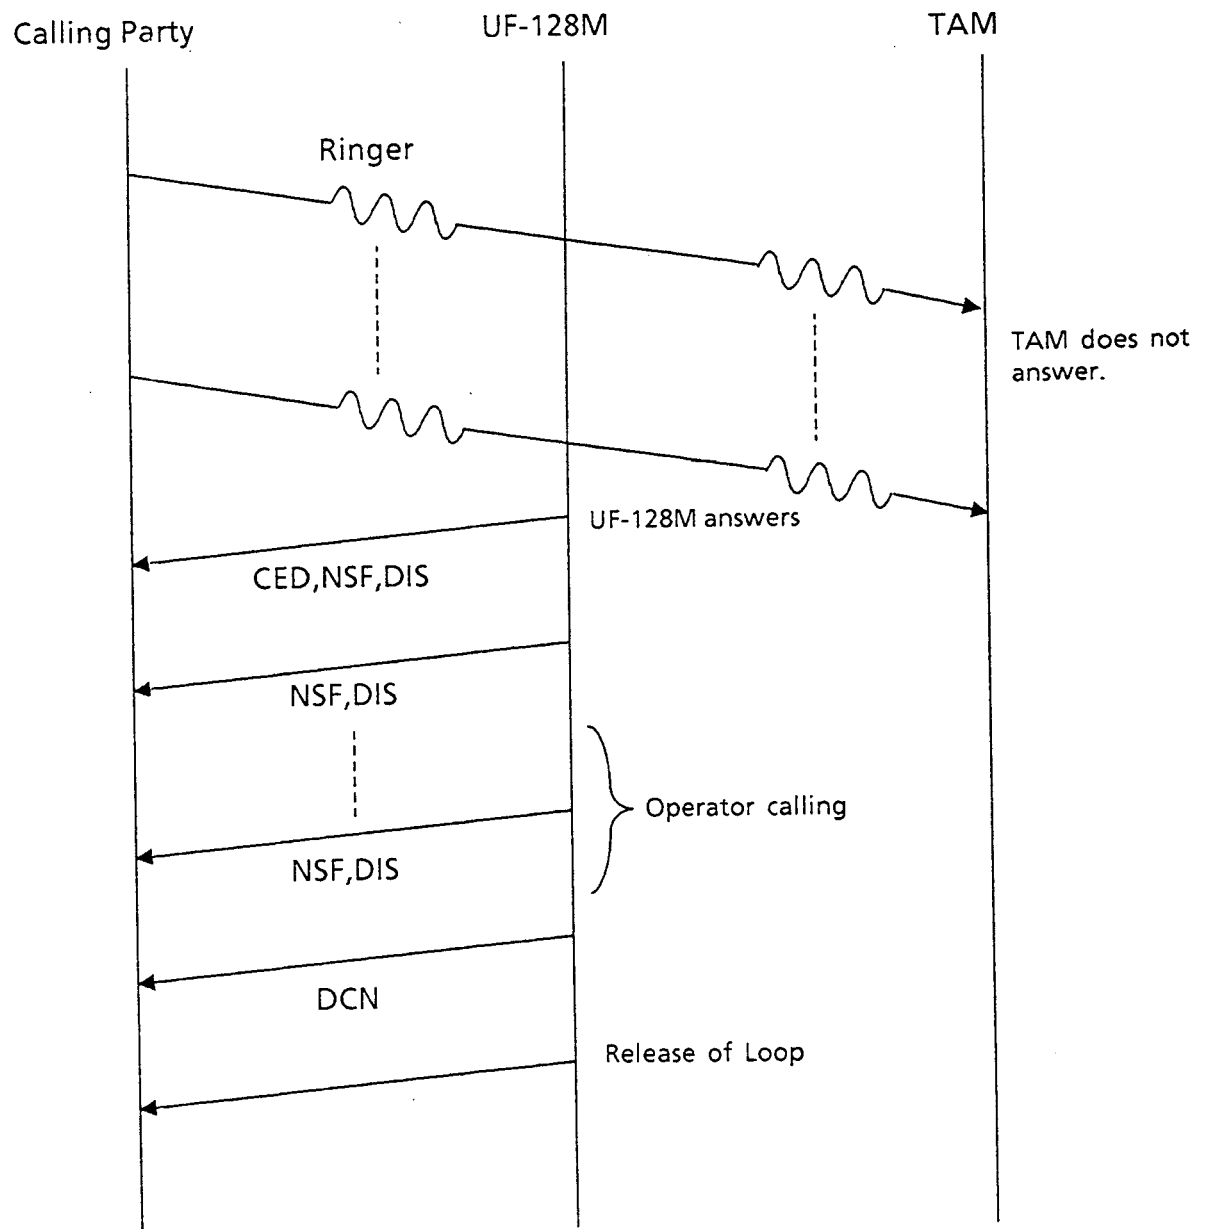 Calling Party
UF-128M
TAM
Ringer
TAM does not
answer.
UF-128M answers
CED,NSF,DIS
NSF,DIS
Operator calling
NSF,DIS
DCN
Release of Loop